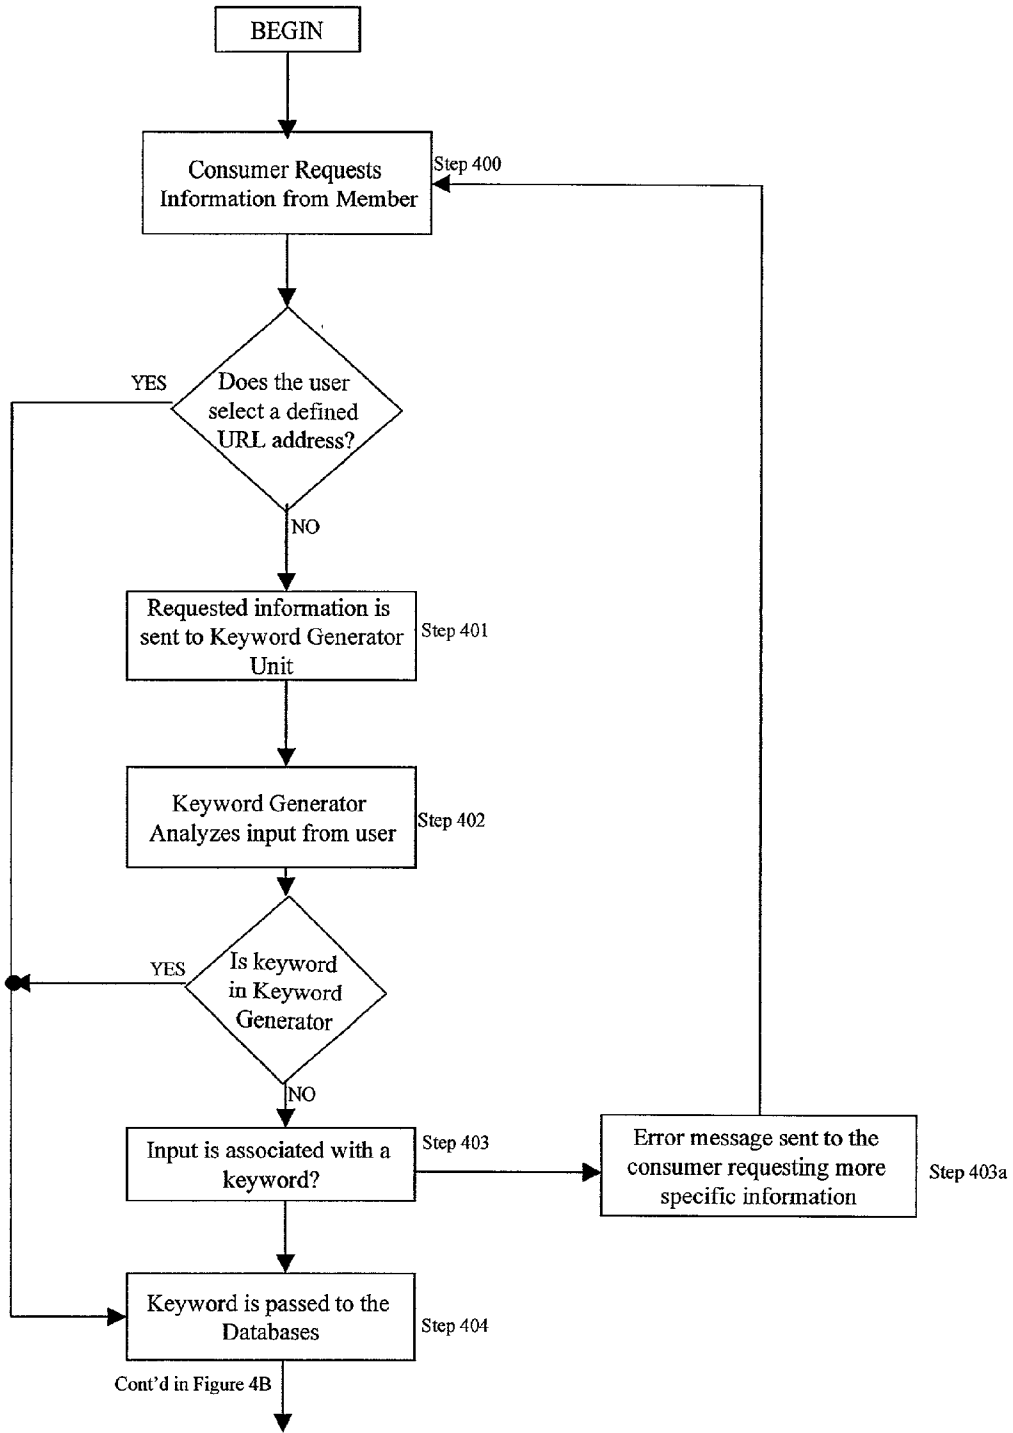 BEGIN
Consumer Requests
Information from Member
Step 400
Does the user
select a defined
URL address?
YES
NO
Requested information is
sent to Keyword Generator
Unit
Step 401
Keyword Generator
Analyzes input from user
Step 402
Is keyword
in Keyword
Generator
YES
NO
Input is associated with a
keyword?
Step 403
Error message sent to the
consumer requesting more
specific information
Step 403a
Keyword is passed to the
Databases
Step 404
Cont'd in Figure 4B